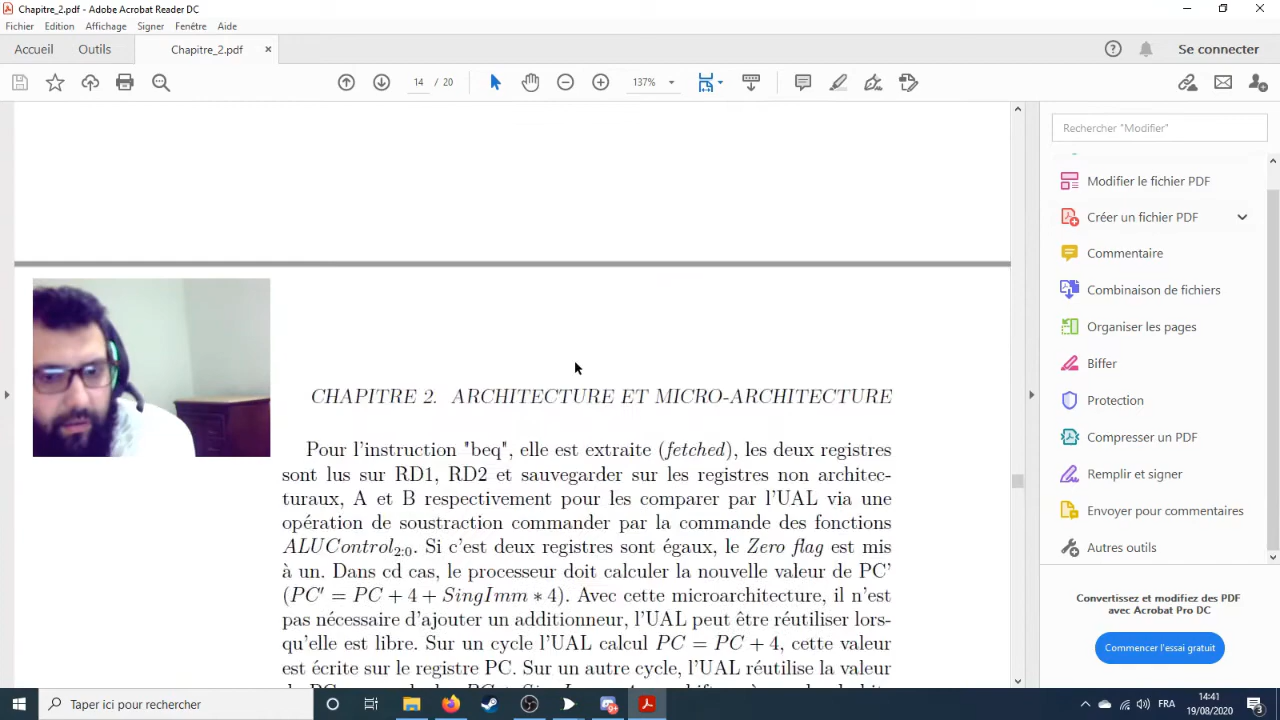 Chapitre_2.pdf - Adobe Acrobat Reader DC
Fichier Edition Affichage Signer Fenêtre Aide
Accueil Outils Chapitre_2.pdf × Se connecter
14 / 20 137%
Rechercher "Modifier"
Modifier le fichier PDF
Créer un fichier PDF
Commentaire
Combinaison de fichiers
Organiser les pages
Biffer
Protection
Compresser un PDF
Remplir et signer
Envoyer pour commentaires
Autres outils
Convertissez et modifiez des PDF
avec Acrobat Pro DC
Commencer l'essai gratuit
CHAPITRE 2. ARCHITECTURE ET MICRO-ARCHITECTURE
Pour l'instruction "beq", elle est extraite (fetched), les deux registres
sont lus sur RD1, RD2 et sauvegarder sur les registres non architec-
turaux, A et B respectivement pour les comparer par l'UAL via une
opération de soustraction commander par la commande des fonctions
ALUControl2:0. Si c'est deux registres sont égaux, le Zero flag est mis
à un. Dans cd cas, le processeur doit calculer la nouvelle valeur de PC'
(PC′ = PC + 4 + SingImm ∗ 4). Avec cette microarchitecture, il n'est
pas nécessaire d'ajouter un additionneur, l'UAL peut être réutiliser lors-
qu'elle est libre. Sur un cycle l'UAL calcul PC = PC + 4, cette valeur
est écrite sur le registre PC. Sur un autre cycle, l'UAL réutilise la valeur
Taper ici pour rechercher
FRA
14:41
19/08/2020
3